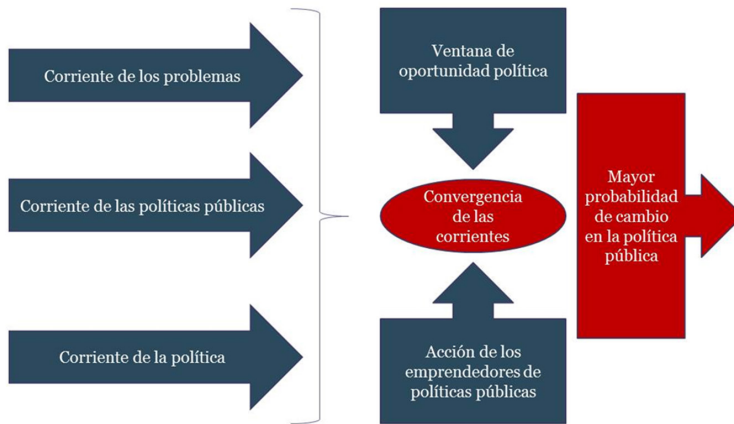 Corriente de los problemas
Corriente de las políticas públicas
Corriente de la política
Ventana de
oportunidad política
Convergencia
de las
corrientes
Acción de los
emprendedores de
políticas públicas
Mayor
probabilidad
de cambio
en la política
pública